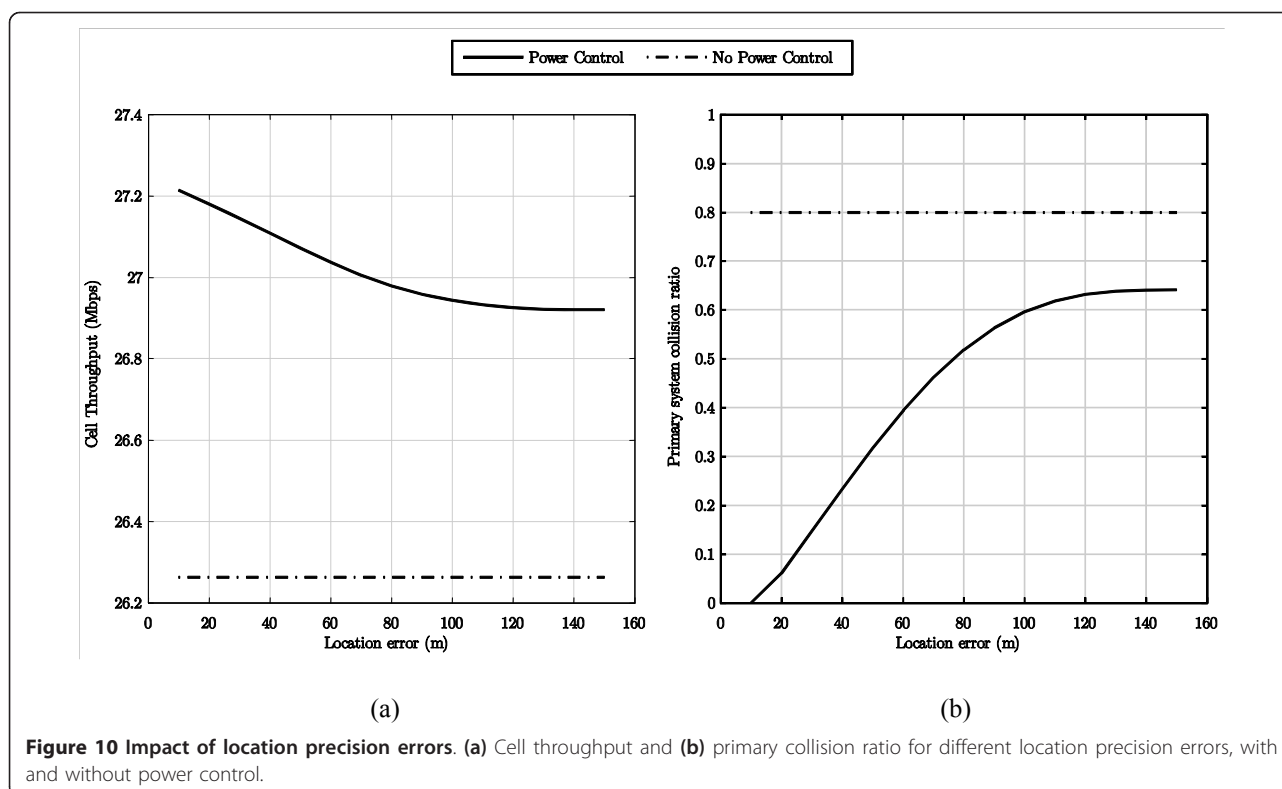 Power Control
No Power Control
27.4
27.2
27
26.8
26.6
26.4
26.2
Cell Throughput (Mbps)
0 20 40 60 80 100 120 140 160
Location error (m)
(a)
1
0.9
0.8
0.7
0.6
0.5
0.4
0.3
0.2
0.1
0
Primary system collision ratio
0 20 40 60 80 100 120 140 160
Location error (m)
(b)
Figure 10 Impact of location precision errors. (a) Cell throughput and (b) primary collision ratio for different location precision errors, with
and without power control.